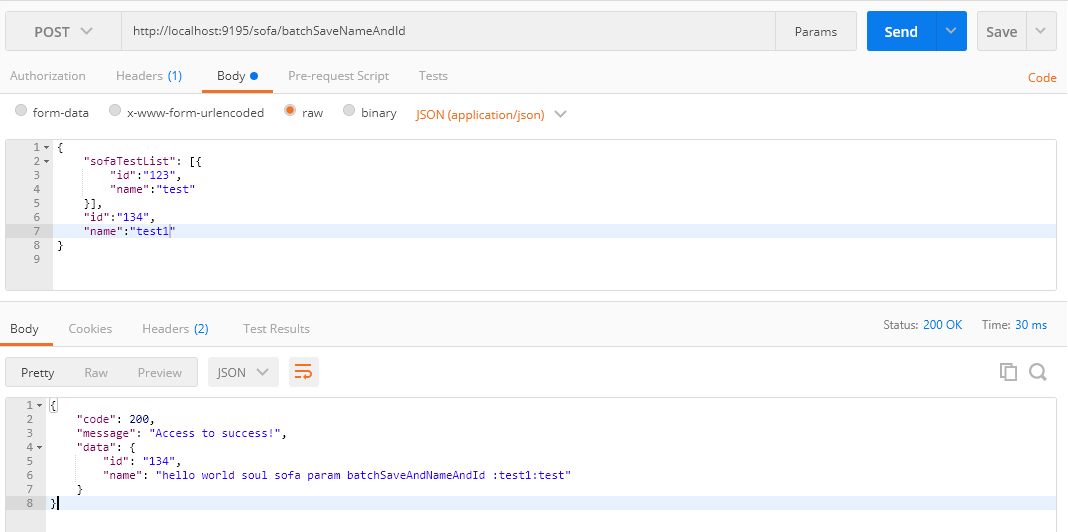 POST http://localhost:9195/sofa/batchSaveNameAndId Params Send Save
Authorization Headers (1) Body Pre-request Script Tests Code
form-data x-www-form-urlencoded raw binary JSON (application/json)
1 {
2 "sofaTestList": [{
3 "id":"123",
4 "name":"test"
5 }],
6 "id":"134",
7 "name":"test1"
8 }
9
Body Cookies Headers (2) Test Results Status: 200 OK Time: 30 ms
Pretty Raw Preview JSON
1 {
2 "code": 200,
3 "message": "Access to success!",
4 "data": {
5 "id": "134",
6 "name": "hello world soul sofa param batchSaveAndNameAndId :test1:test"
7 }
8 }